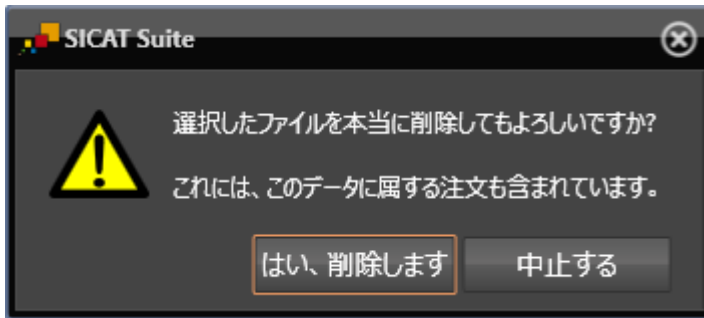 SICAT Suite
選択したファイルを本当に削除してもよろしいですか?
これには、このデータに属する注文も含まれています。
はい、削除します 中止する